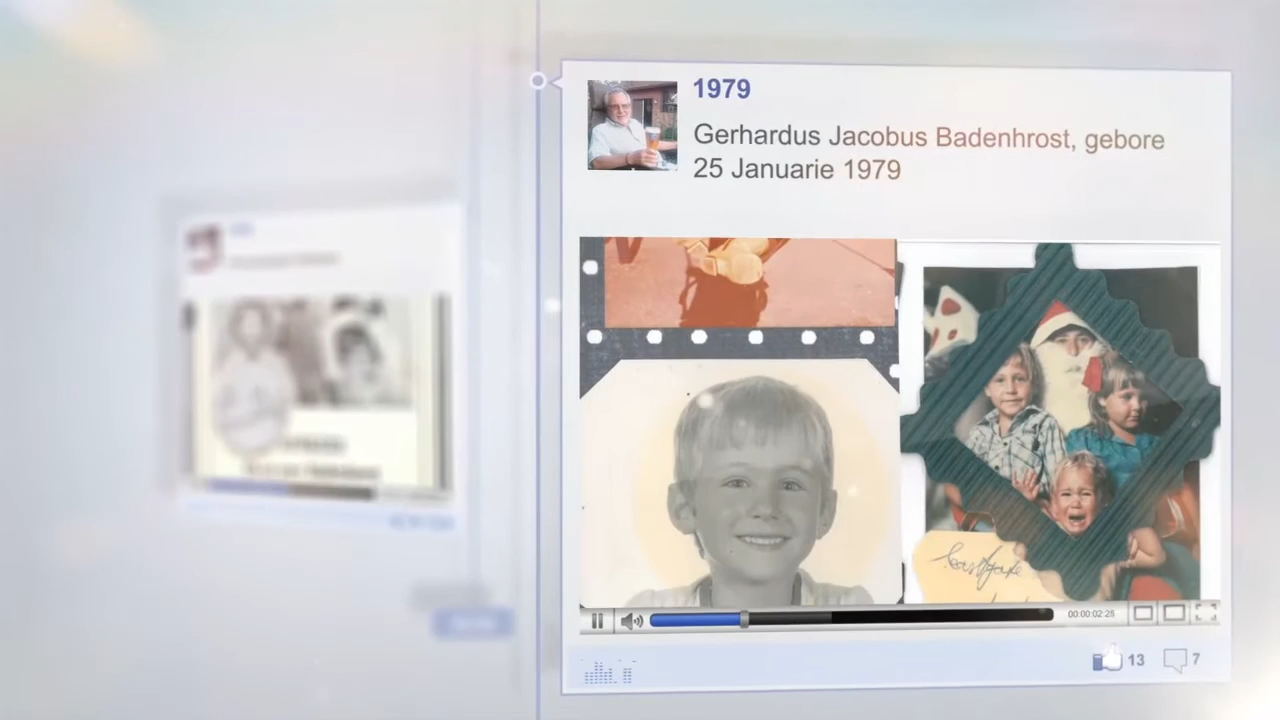 1979
Gerhardus Jacobus Badenhrost, gebore
25 Januarie 1979
00:00:02:25
13
7